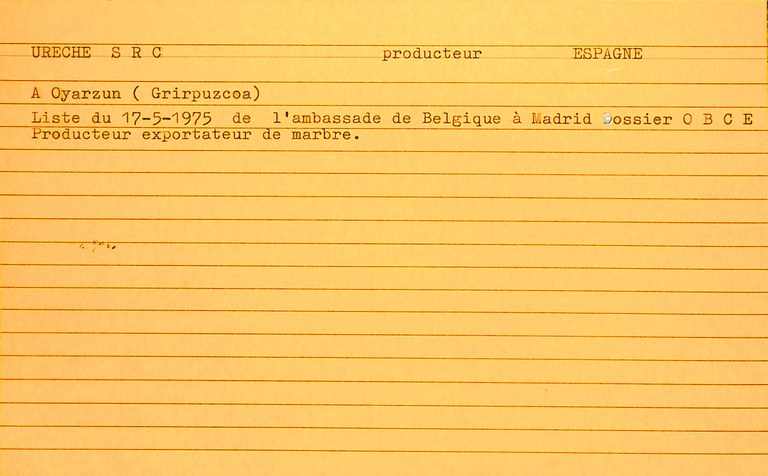 URECHE S R C producteur ESPAGNE
A Oyarzun ( Grirpuzcoa)
Liste du 17-5-1975 de l'ambassade de Belgique à Madrid Dossier O B C E
Producteur exportateur de marbre.